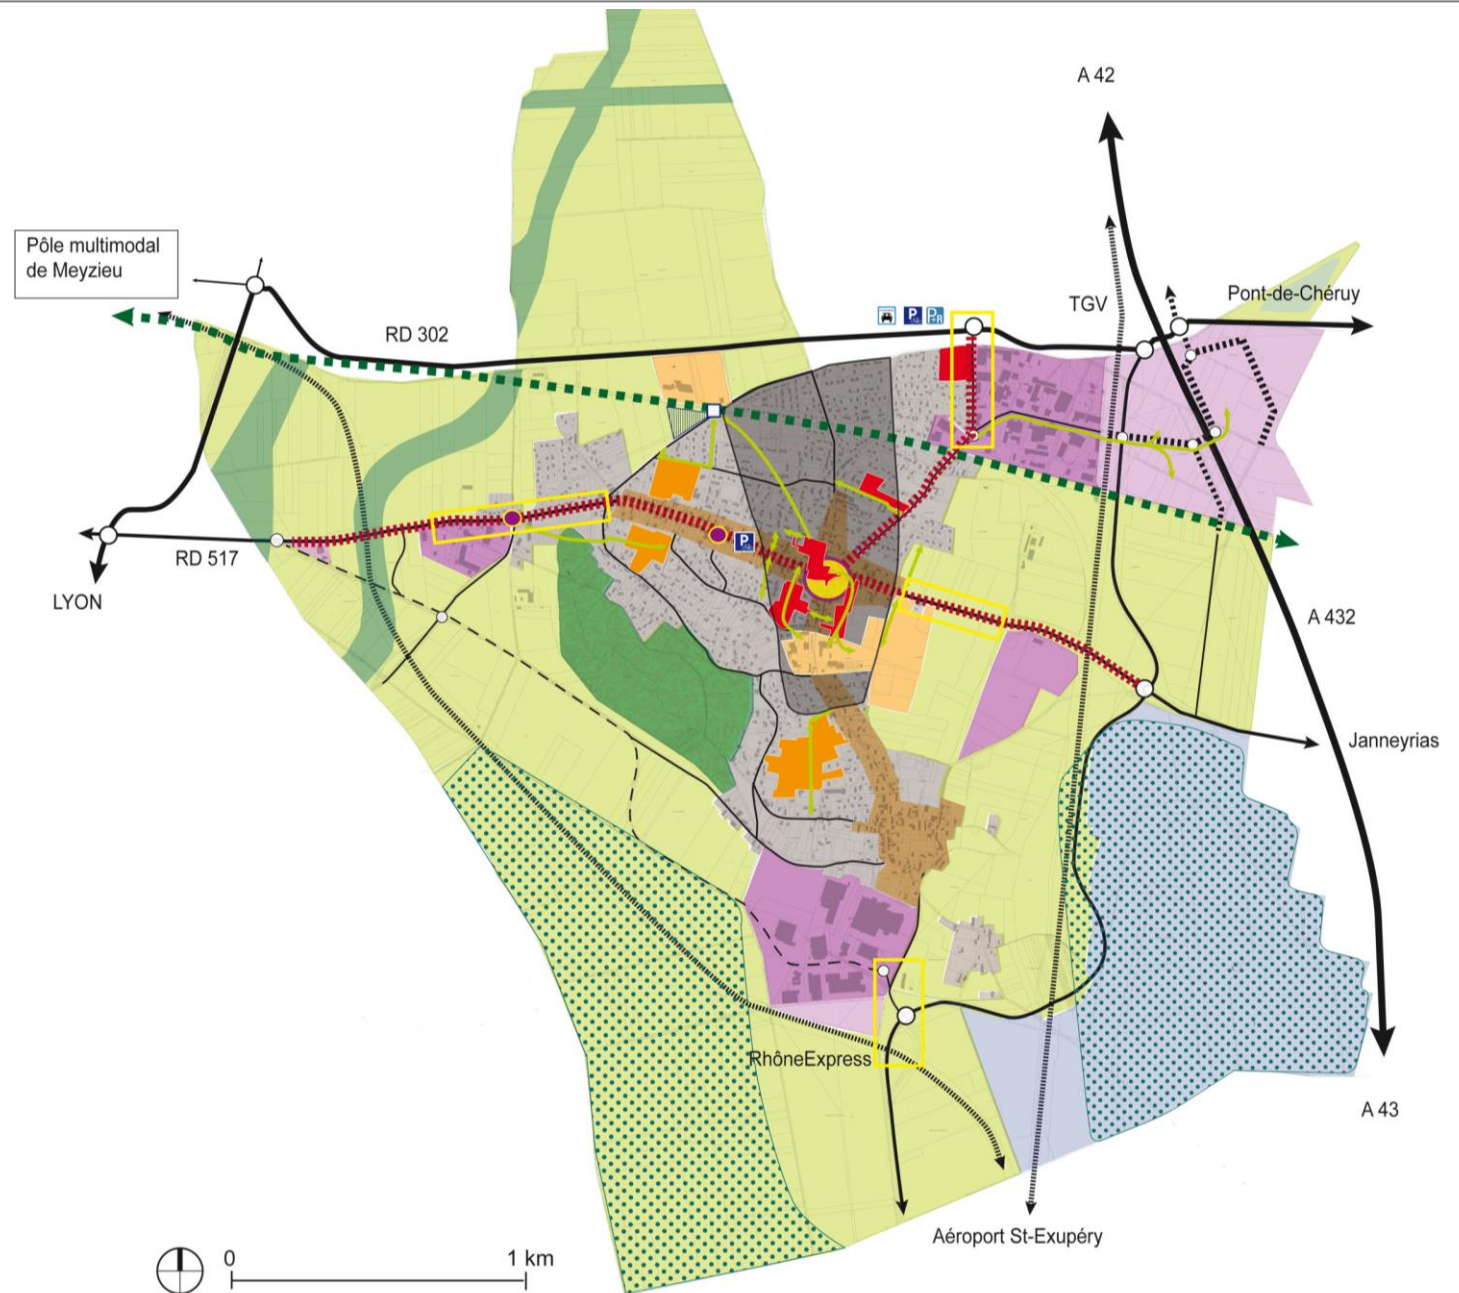 A 42
Pôle multimodal
de Meyzieu
TGV
Pont-de-Chéruy
P
P+R
RD 302
P
RD 517
LYON
A 432
Janneyrias
RhôneExpress
A 43
Aéroport St-Exupéry
0
1 km